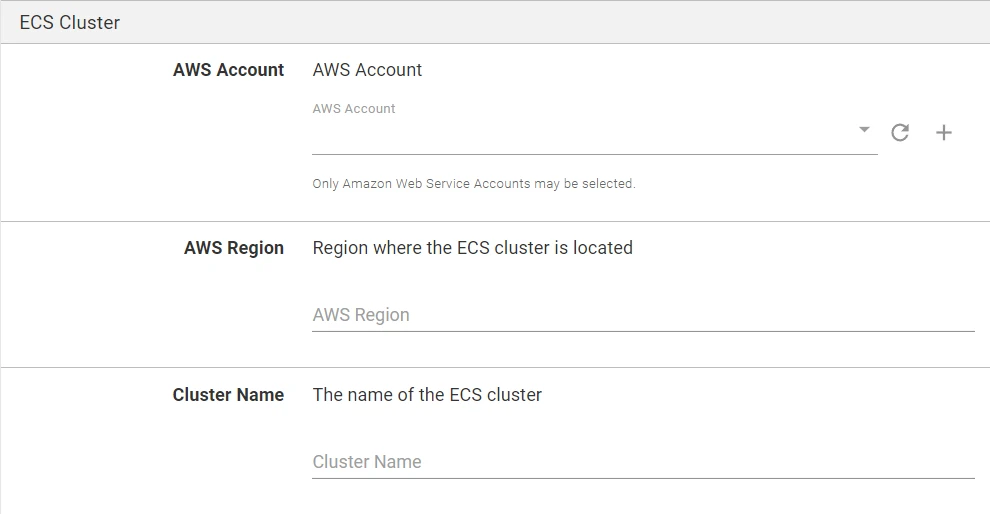 ECS Cluster
AWS Account AWS Account
AWS Account
Only Amazon Web Service Accounts may be selected.
AWS Region Region where the ECS cluster is located
AWS Region
Cluster Name The name of the ECS cluster
Cluster Name